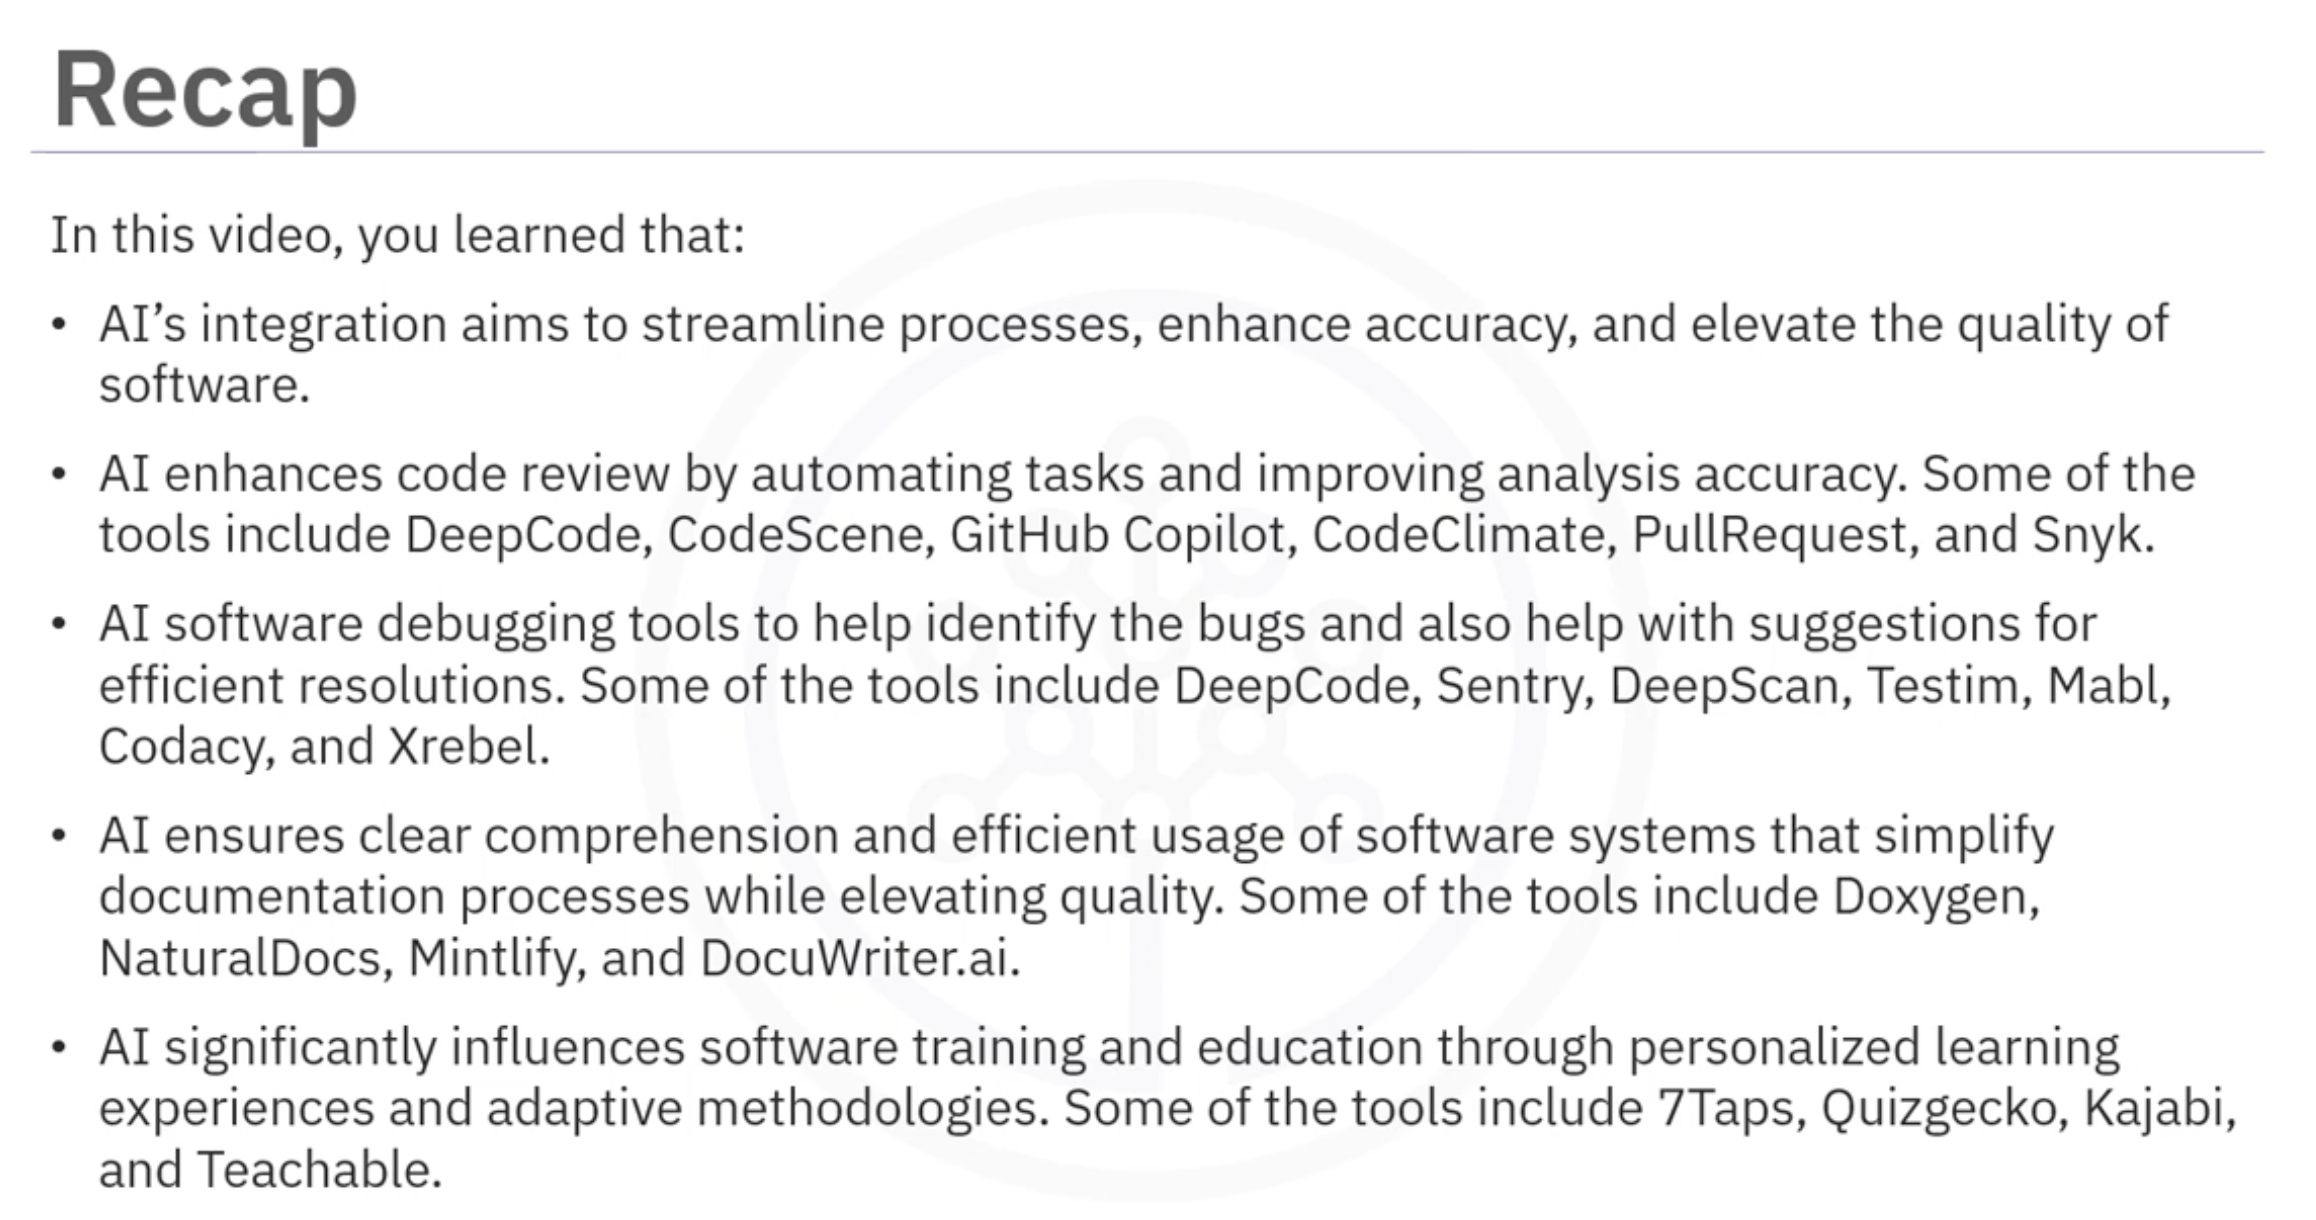 Recap
In this video, you learned that:
• AI’s integration aims to streamline processes, enhance accuracy, and elevate the quality of
software.
• AI enhances code review by automating tasks and improving analysis accuracy. Some of the
tools include DeepCode, CodeScene, GitHub Copilot, CodeClimate, PullRequest, and Snyk.
• AI software debugging tools to help identify the bugs and also help with suggestions for
efficient resolutions. Some of the tools include DeepCode, Sentry, DeepScan, Testim, Mabl,
Codacy, and Xrebel.
• AI ensures clear comprehension and efficient usage of software systems that simplify
documentation processes while elevating quality. Some of the tools include Doxygen,
NaturalDocs, Mintlify, and DocuWriter.ai.
• AI significantly influences software training and education through personalized learning
experiences and adaptive methodologies. Some of the tools include 7Taps, Quizgecko, Kajabi,
and Teachable.